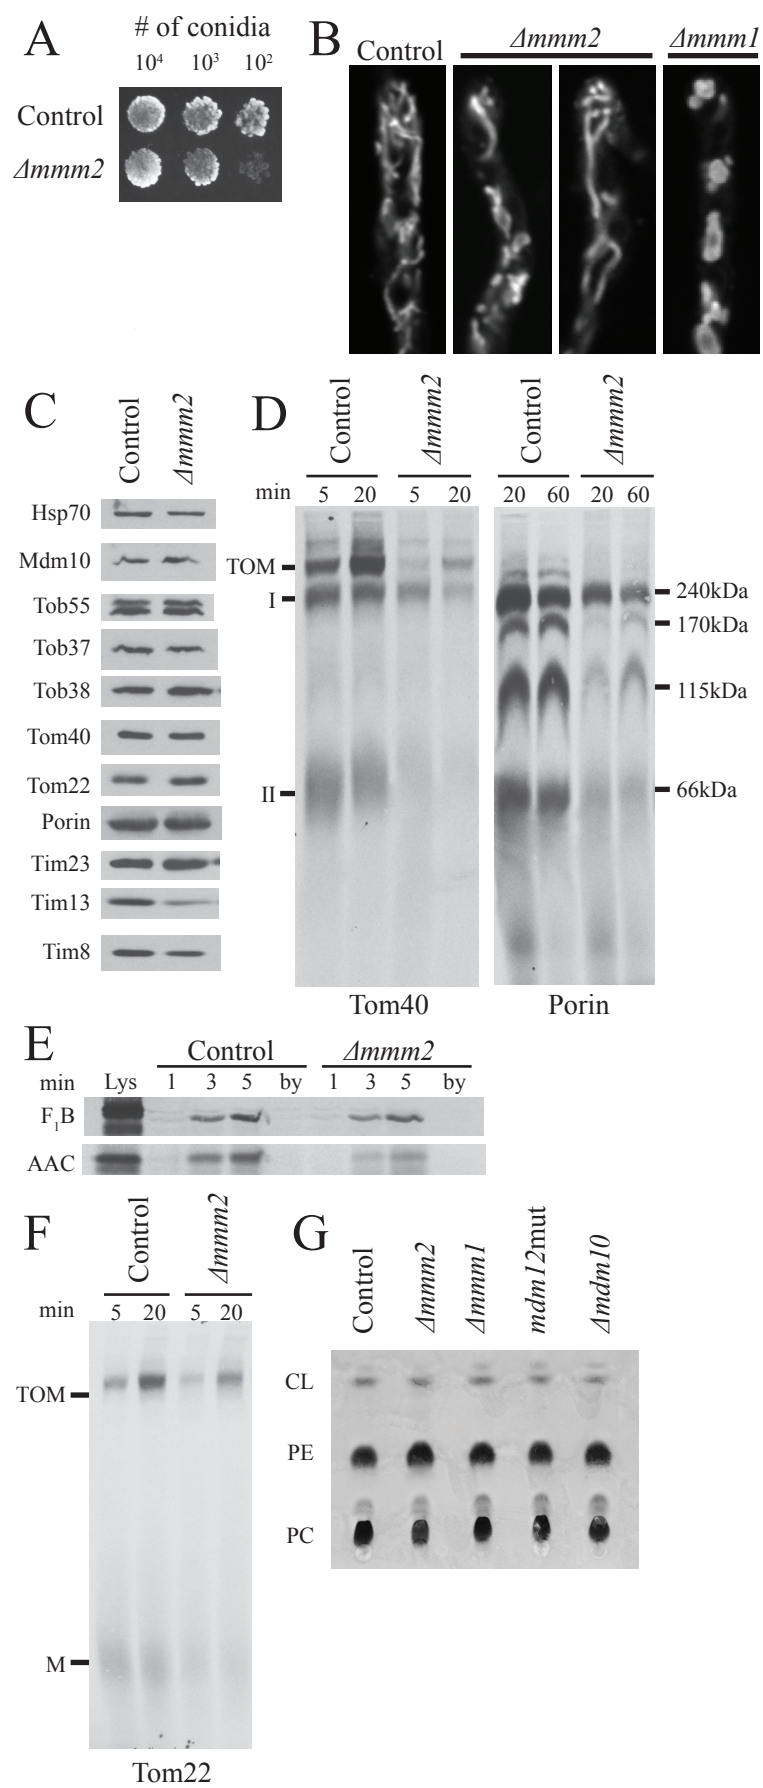 A
# of conidia
10⁴ 10³ 10²
Control
Δmmm2
B
Control Δmmm2 Δmmm1
C
Control Δmmm2
Hsp70
Mdm10
Tob55
Tob37
Tob38
Tom40
Tom22
Porin
Tim23
Tim13
Tim8
D
Control Δmmm2 Control Δmmm2
min 5 20 5 20 20 60 20 60
TOM
I
II
240kDa
170kDa
115kDa
66kDa
Tom40 Porin
E
Control Δmmm2
min Lys 1 3 5 by 1 3 5 by
F₁B
AAC
F
Control Δmmm2
min 5 20 5 20
TOM
M
Tom22
G
Control Δmmm2 Δmmm1 mdm12mut Δmdm10
CL
PE
PC